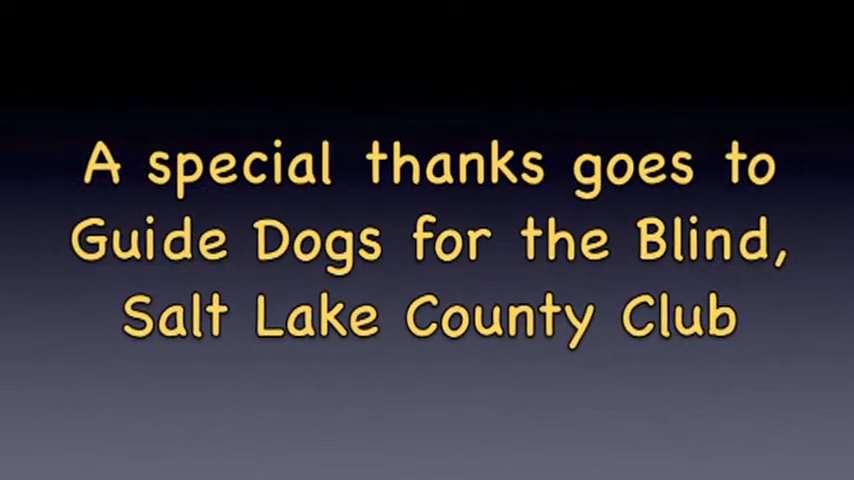 A special thanks goes to
Guide Dogs for the Blind,
Salt Lake County Club